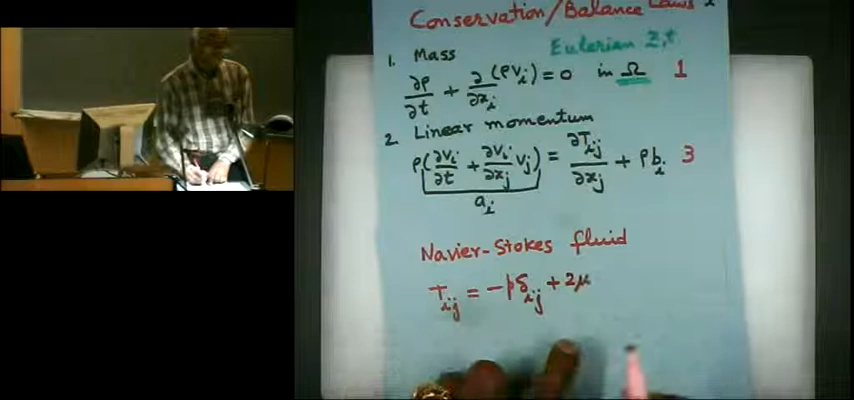 Conservation/Balance Laws
1. Mass
Eulerian Z,t
∂ρ/∂t + ∂/∂x_i (ρv_i) = 0 in Ω 1
2. Linear momentum
ρ(∂v_i/∂t + ∂v_i/∂x_j v_j) = ∂T_ij/∂x_j + ρb_i 3
a_i
Navier-Stokes fluid
T_ij = -pδ_ij + 2μ